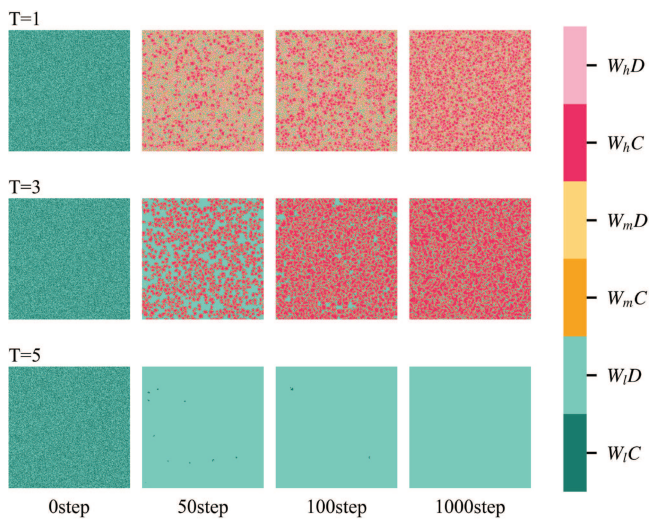 T=1
W_hD
W_hC
T=3
W_mD
W_mC
T=5
W_lD
W_lC
0step 50step 100step 1000step